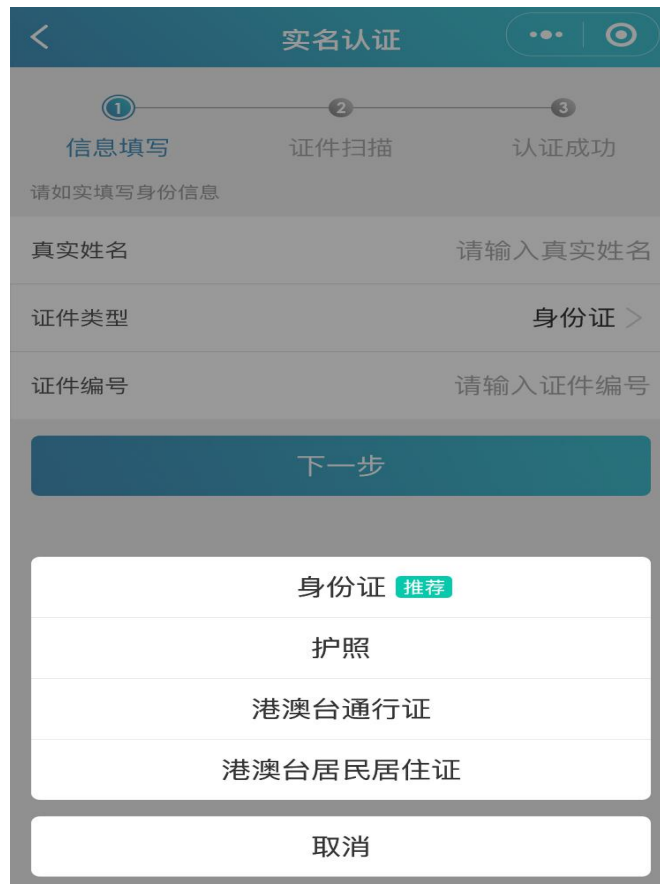 实名认证
1 2 3
信息填写 证件扫描 认证成功
请如实填写身份信息
真实姓名 请输入真实姓名
证件类型 身份证
证件编号 请输入证件编号
下一步
身份证 推荐
护照
港澳台通行证
港澳台居民居住证
取消